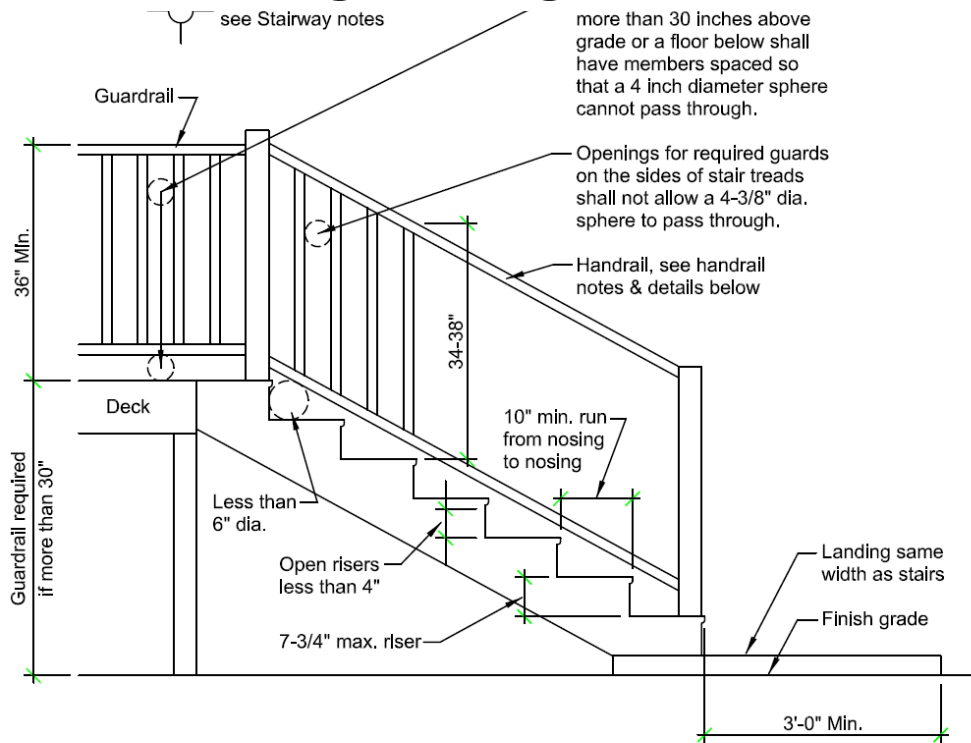 see Stairway notes
more than 30 inches above
grade or a floor below shall
have members spaced so
that a 4 inch diameter sphere
cannot pass through.
Guardrail
Openings for required guards
on the sides of stair treads
shall not allow a 4-3/8" dia.
sphere to pass through.
Handrail, see handrail
notes & details below
36" Min.
34-38"
Deck
10" min. run
from nosing
to nosing
Less than
6" dia.
Guardrail required
if more than 30"
Open risers
less than 4"
7-3/4" max. riser
Landing same
width as stairs
Finish grade
3'-0" Min.